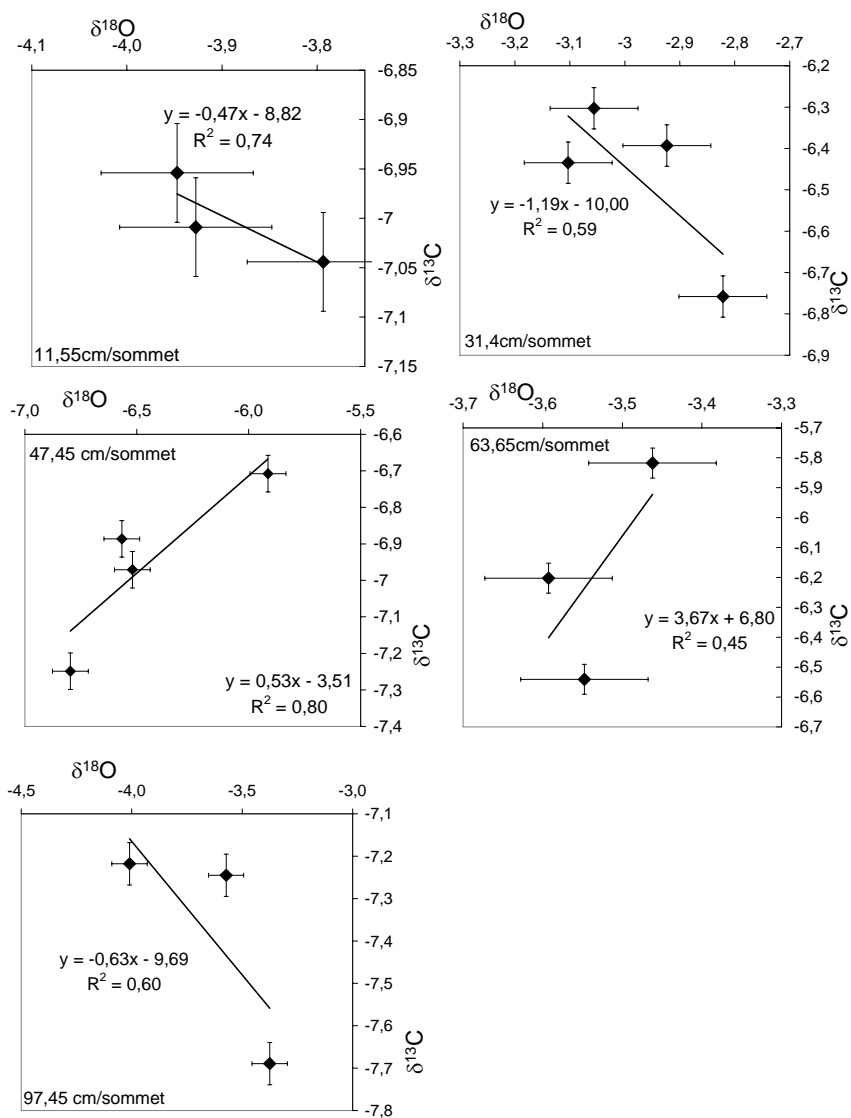 δ18O
-4,1 -4,0 -3,9 -3,8
-6,85
-6,9
-6,95
-7
-7,05
-7,1
-7,15
δ13C
y = -0,47x - 8,82
R2 = 0,74
11,55cm/sommet
δ18O
-3,3 -3,2 -3,1 -3 -2,9 -2,8 -2,7
-6,2
-6,3
-6,4
-6,5
-6,6
-6,7
-6,8
-6,9
δ13C
y = -1,19x - 10,00
R2 = 0,59
31,4cm/sommet
δ18O
-7,0 -6,5 -6,0 -5,5
-6,6
-6,7
-6,8
-6,9
-7
-7,1
-7,2
-7,3
-7,4
δ13C
47,45 cm/sommet
y = 0,53x - 3,51
R2 = 0,80
δ18O
-3,7 -3,6 -3,5 -3,4 -3,3
-5,7
-5,8
-5,9
-6
-6,1
-6,2
-6,3
-6,4
-6,5
-6,6
-6,7
δ13C
63,65cm/sommet
y = 3,67x + 6,80
R2 = 0,45
δ18O
-4,5 -4,0 -3,5 -3,0
-7,1
-7,2
-7,3
-7,4
-7,5
-7,6
-7,7
-7,8
δ13C
y = -0,63x - 9,69
R2 = 0,60
97,45 cm/sommet